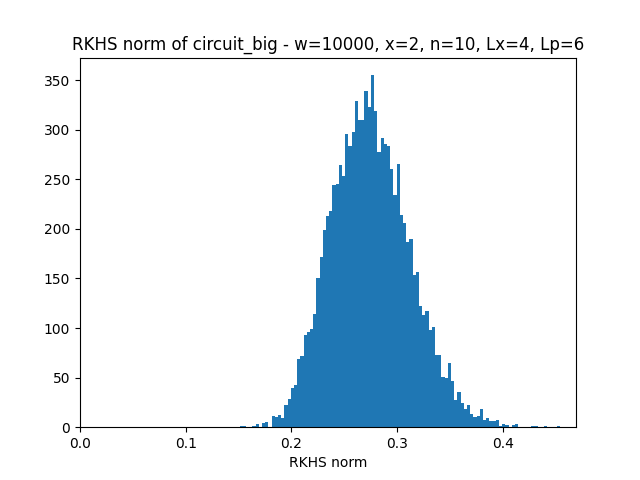 RKHS norm of circuit_big - w=10000, x=2, n=10, Lx=4, Lp=6
350
300
250
200
150
100
50
0
0.0 0.1 0.2 0.3 0.4
RKHS norm